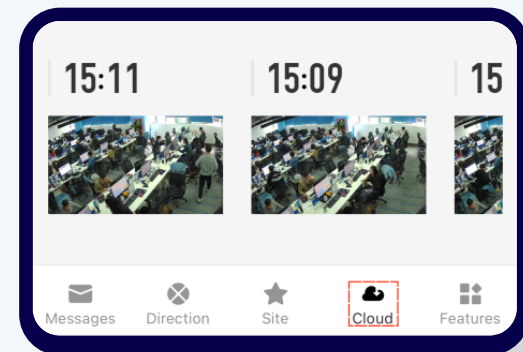 15:11
15:09
15
Messages
Direction
Site
Cloud
Features